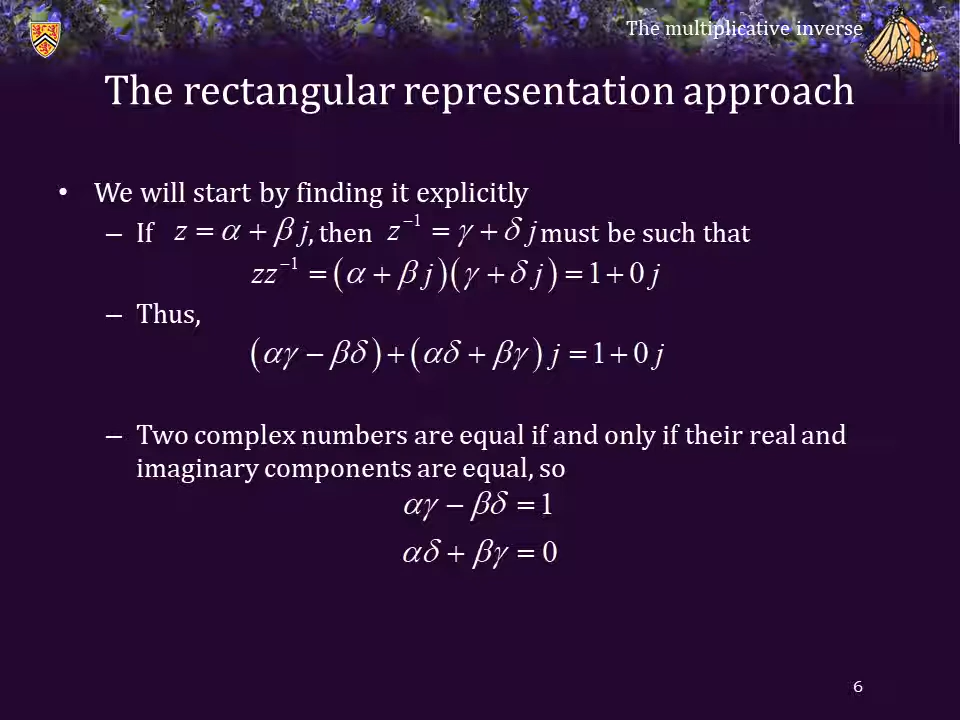 The multiplicative inverse
The rectangular representation approach
• We will start by finding it explicitly
– If z = α + β j, then z⁻¹ = γ + δ j must be such that
zz⁻¹ = (α + β j)(γ + δ j) = 1 + 0 j
– Thus,
(αγ − βδ) + (αδ + βγ) j = 1 + 0 j
– Two complex numbers are equal if and only if their real and
imaginary components are equal, so
αγ − βδ = 1
αδ + βγ = 0
6